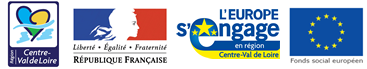 Région
Centre-
Val de Loire
Liberté • Égalité • Fraternité
RÉPUBLIQUE FRANÇAISE
L'EUROPE
s'engage
en région
Centre-Val de Loire
Fonds social européen